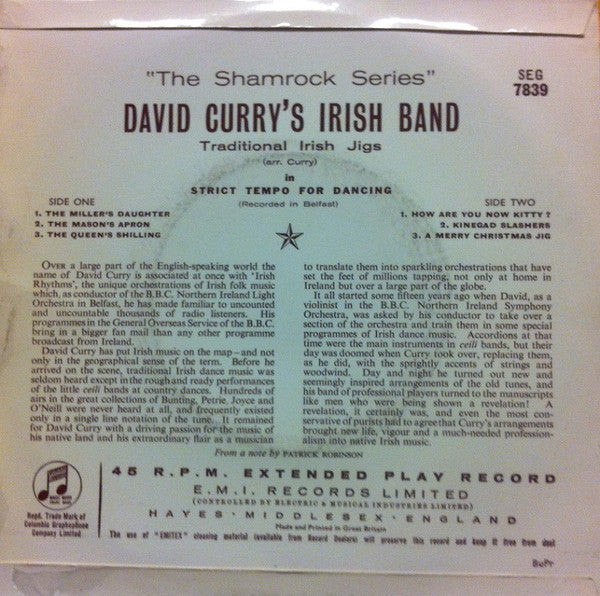 "The Shamrock Series"
SEG
7839
DAVID CURRY'S IRISH BAND
Traditional Irish Jigs
(arr. Curry)
in
STRICT TEMPO FOR DANCING
(Recorded in Belfast)
SIDE ONE
1. THE MILLER'S DAUGHTER
2. THE MASON'S APRON
3. THE QUEEN'S SHILLING
SIDE TWO
1. HOW ARE YOU NOW KITTY?
2. KINEGAD SLASHERS
3. A MERRY CHRISTMAS JIG
OVER a large part of the English-speaking world the
name of David Curry is associated at once with 'Irish
Rhythms', the unique orchestrations of Irish folk music
which, as conductor of the B.B.C. Northern Ireland Light
Orchestra in Belfast, he has made familiar to uncounted
and uncountable thousands of radio listeners. His
programmes in the General Overseas Service of the B.B.C.
bring in a bigger fan mail than any other programme
broadcast from Ireland.
David Curry has put Irish music on the map—and not
only in the geographical sense of the term. Before he
arrived on the scene, traditional Irish dance music was
seldom heard except in the rough and ready performances
of the little ceili bands at country dances. Hundreds of
airs in the great collections of Bunting, Petrie, Joyce and
O'Neill were never heard at all, and frequently existed
only in a single line notation of the tune. It remained
for David Curry with a driving passion for the music of
his native land and his extraordinary flair as a musician
to translate them into sparkling orchestrations that have
set the feet of millions tapping, not only at home in
Ireland but over a large part of the globe.
It all started some fifteen years ago when David, as a
violinist in the B.B.C. Northern Ireland Symphony
Orchestra, was asked by his conductor to take over a
section of the orchestra and train them in some special
programmes of Irish dance music. Accordions at that
time were the main instruments in ceili bands, but their
day was doomed when Curry took over, replacing them,
as he did, with the sprightly accents of strings and
woodwind. Day and night he turned out new and
seemingly inspired arrangements of the old tunes, and
his band of professional players turned to the manuscripts
like men who were being shown a revelation! A
revelation, it certainly was, and even the most con-
servative of purists had to agree that Curry's arrangements
brought new life, vigour and a much-needed profession-
alism into native Irish music.
From a note by PATRICK ROBINSON
Regd. Trade Mark of
Columbia Graphophone
Company Limited
45 R.P.M. EXTENDED PLAY RECORD
E.M.I. RECORDS LIMITED
(CONTROLLED BY ELECTRIC & MUSICAL INDUSTRIES LIMITED)
HAYES · MIDDLESEX · ENGLAND
Made and Printed in Great Britain
The use of "EMITEX" cleaning material (available from Record Dealers) will preserve this record and keep it free from dust
BuPr